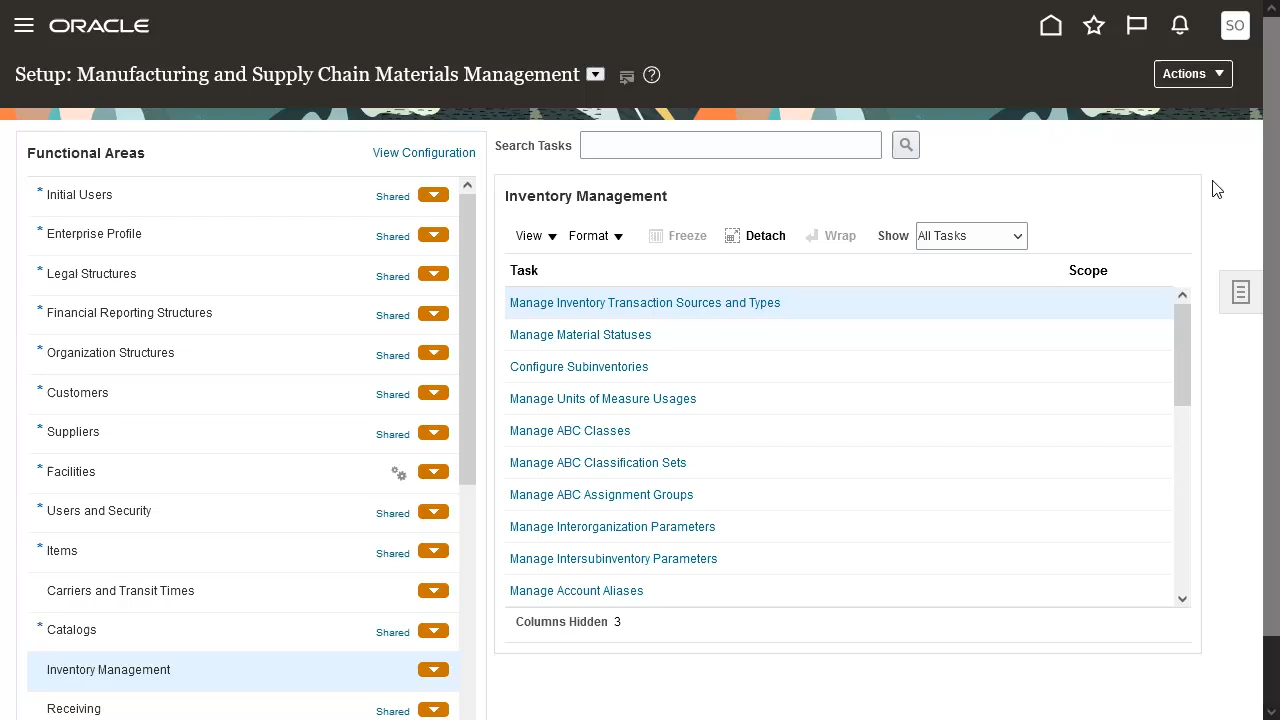 ORACLE
SO
Setup: Manufacturing and Supply Chain Materials Management
Actions
Functional Areas
View Configuration
* Initial Users Shared
* Enterprise Profile Shared
* Legal Structures Shared
* Financial Reporting Structures Shared
* Organization Structures Shared
* Customers Shared
* Suppliers Shared
* Facilities
* Users and Security Shared
* Items Shared
Carriers and Transit Times
* Catalogs Shared
Inventory Management
Receiving Shared
Search Tasks
Inventory Management
View Format Freeze Detach Wrap Show All Tasks
Task Scope
Manage Inventory Transaction Sources and Types
Manage Material Statuses
Configure Subinventories
Manage Units of Measure Usages
Manage ABC Classes
Manage ABC Classification Sets
Manage ABC Assignment Groups
Manage Interorganization Parameters
Manage Intersubinventory Parameters
Manage Account Aliases
Columns Hidden 3